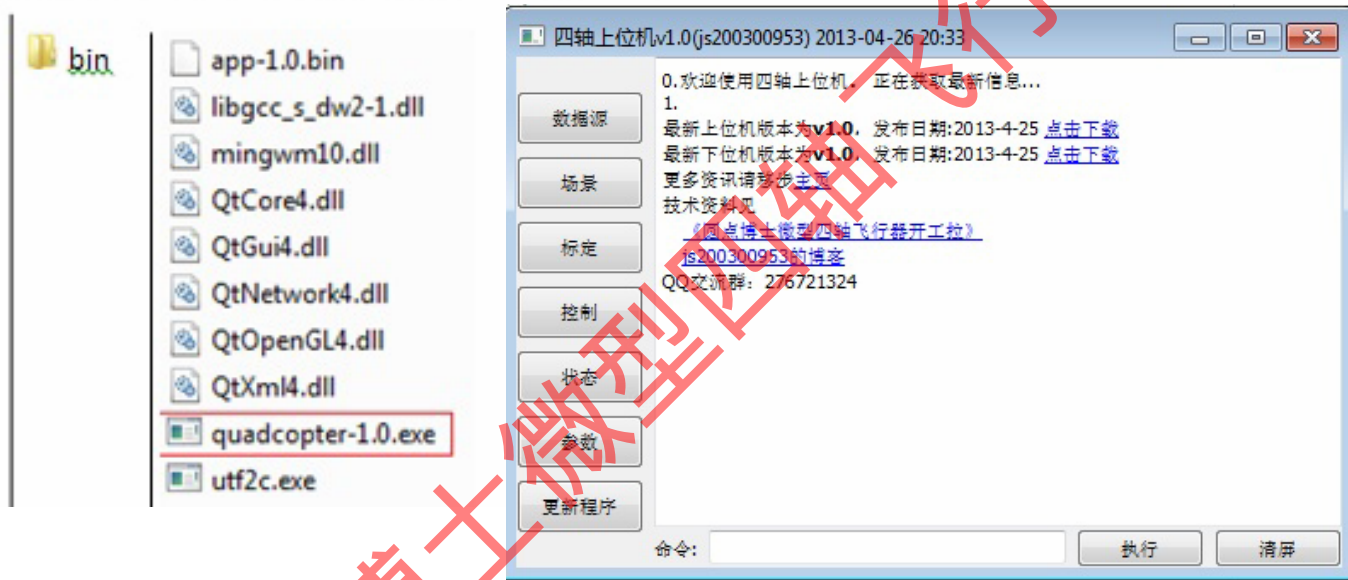 bin
app-1.0.bin
libgcc_s_dw2-1.dll
mingwm10.dll
QtCore4.dll
QtGui4.dll
QtNetwork4.dll
QtOpenGL4.dll
QtXml4.dll
quadcopter-1.0.exe
utf2c.exe
四轴上位机v1.0(js200300953) 2013-04-26 20:33
数据源
场景
标定
控制
状态
参数
更新程序
0.欢迎使用四轴上位机。 正在获取最新信息...
1.
最新上位机版本为v1.0，发布日期:2013-4-25 点击下载
最新下位机版本为v1.0，发布日期:2013-4-25 点击下载
更多资讯请移步主页
技术资料见
《圆点博士微型四轴飞行器开工拉》
js200300953的博客
QQ交流群：276721324
命令:
执行
清屏
博士微型四轴飞行